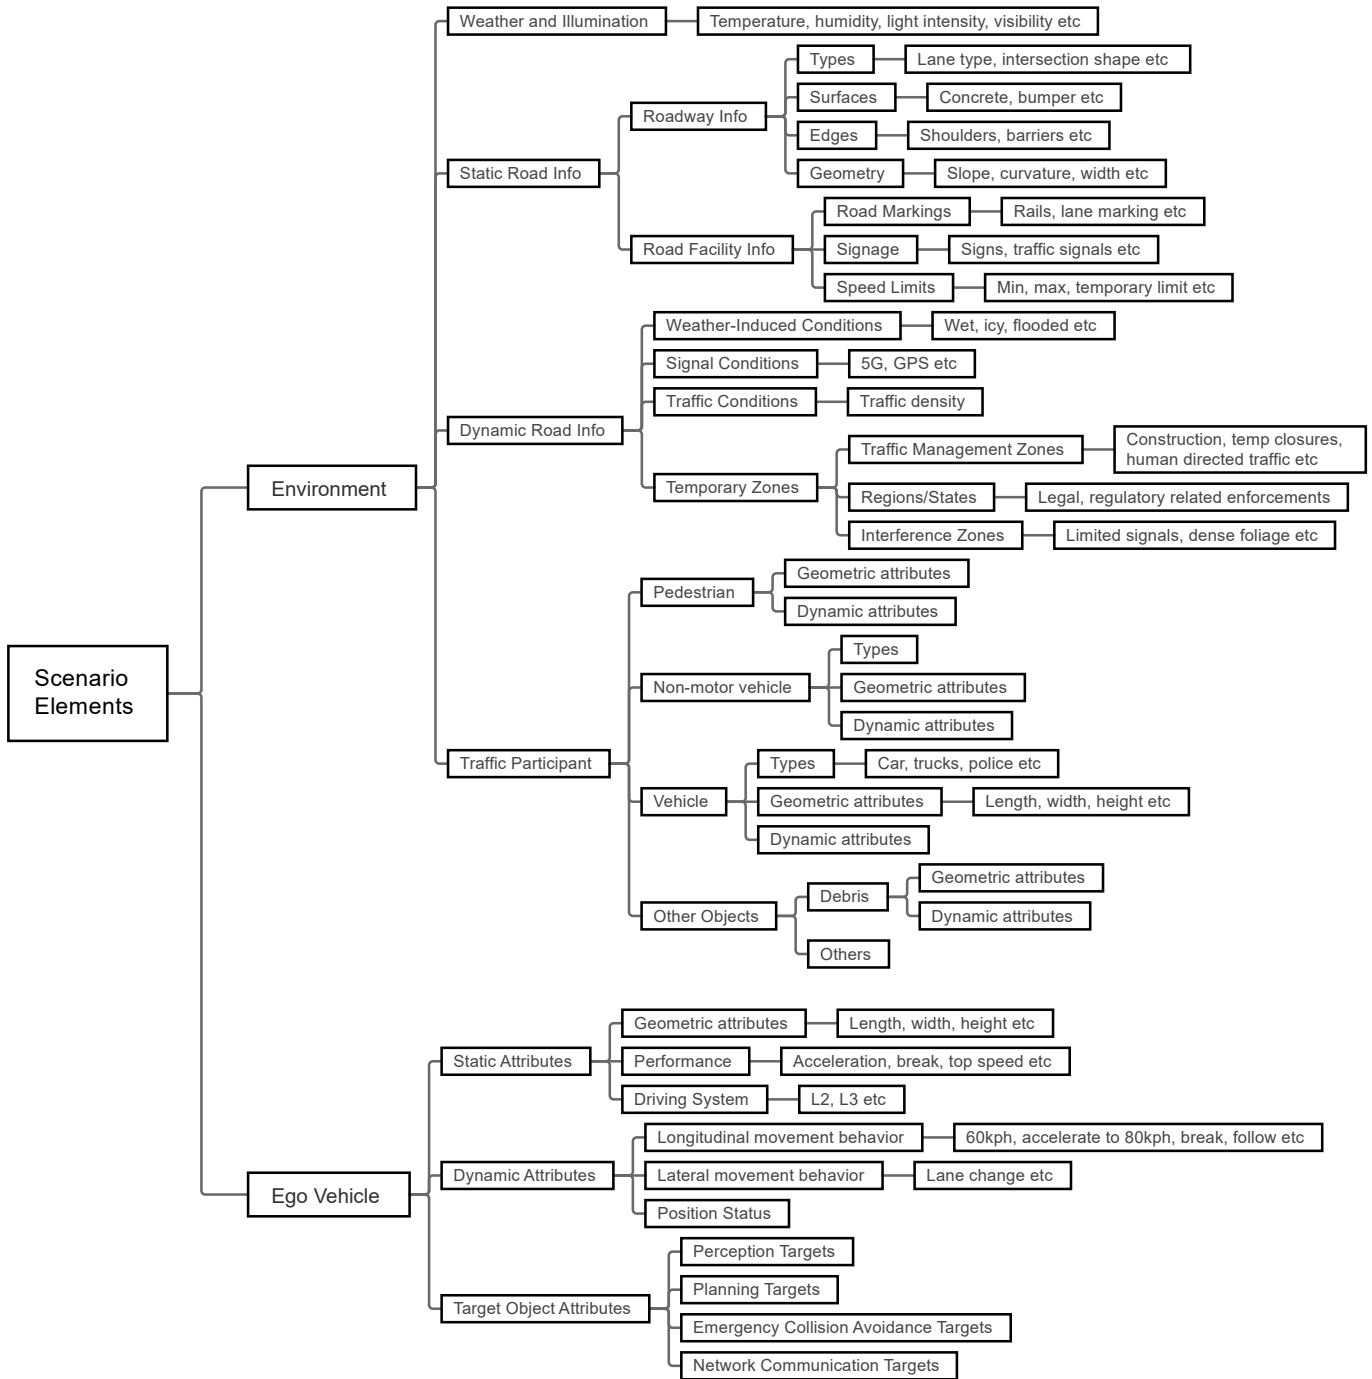 Weather and Illumination
Temperature, humidity, light intensity, visibility etc
Types
Lane type, intersection shape etc
Surfaces
Concrete, bumper etc
Roadway Info
Edges
Shoulders, barriers etc
Static Road Info
Geometry
Slope, curvature, width etc
Road Markings
Rails, lane marking etc
Road Facility Info
Signage
Signs, traffic signals etc
Speed Limits
Min, max, temporary limit etc
Weather-Induced Conditions
Wet, icy, flooded etc
Signal Conditions
5G, GPS etc
Traffic Conditions
Traffic density
Dynamic Road Info
Traffic Management Zones
Construction, temp closures,
human directed traffic etc
Environment
Temporary Zones
Regions/States
Legal, regulatory related enforcements
Interference Zones
Limited signals, dense foliage etc
Pedestrian
Geometric attributes
Dynamic attributes
Scenario
Elements
Types
Non-motor vehicle
Geometric attributes
Dynamic attributes
Traffic Participant
Types
Car, trucks, police etc
Vehicle
Geometric attributes
Length, width, height etc
Dynamic attributes
Other Objects
Debris
Geometric attributes
Dynamic attributes
Others
Geometric attributes
Length, width, height etc
Static Attributes
Performance
Acceleration, break, top speed etc
Driving System
L2, L3 etc
Longitudinal movement behavior
60kph, accelerate to 80kph, break, follow etc
Dynamic Attributes
Lateral movement behavior
Lane change etc
Ego Vehicle
Position Status
Perception Targets
Planning Targets
Target Object Attributes
Emergency Collision Avoidance Targets
Network Communication Targets